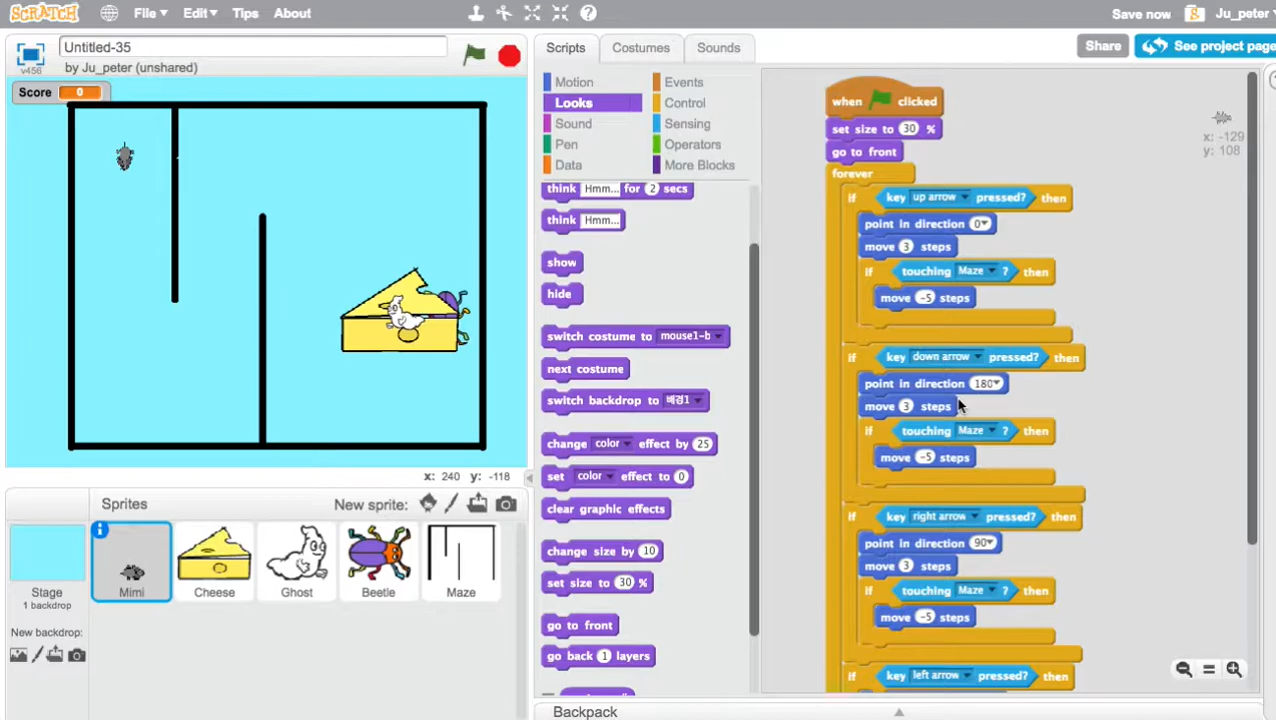 SCRATCH File Edit Tips About Save now Ju_peter
v456 Untitled-35
by Ju_peter (unshared)
Scripts Costumes Sounds Share See project page
Score 0
Motion Events
Looks Control
Sound Sensing
Pen Operators
Data More Blocks
think Hmm... for 2 secs
think Hmm...
show
hide
switch costume to mouse1-b
next costume
switch backdrop to 배경1
change color effect by 25
set color effect to 0
clear graphic effects
change size by 10
set size to 30 %
go to front
go back 1 layers
when clicked
set size to 30 %
go to front
forever
if key up arrow pressed? then
point in direction 0
move 3 steps
if touching Maze ? then
move -5 steps
if key down arrow pressed? then
point in direction 180
move 3 steps
if touching Maze ? then
move -5 steps
if key right arrow pressed? then
point in direction 90
move 3 steps
if touching Maze ? then
move -5 steps
if key left arrow pressed? then
x: -129
y: 108
x: 240 y: -118
Sprites New sprite:
Stage
1 backdrop
New backdrop:
Mimi Cheese Ghost Beetle Maze
Backpack